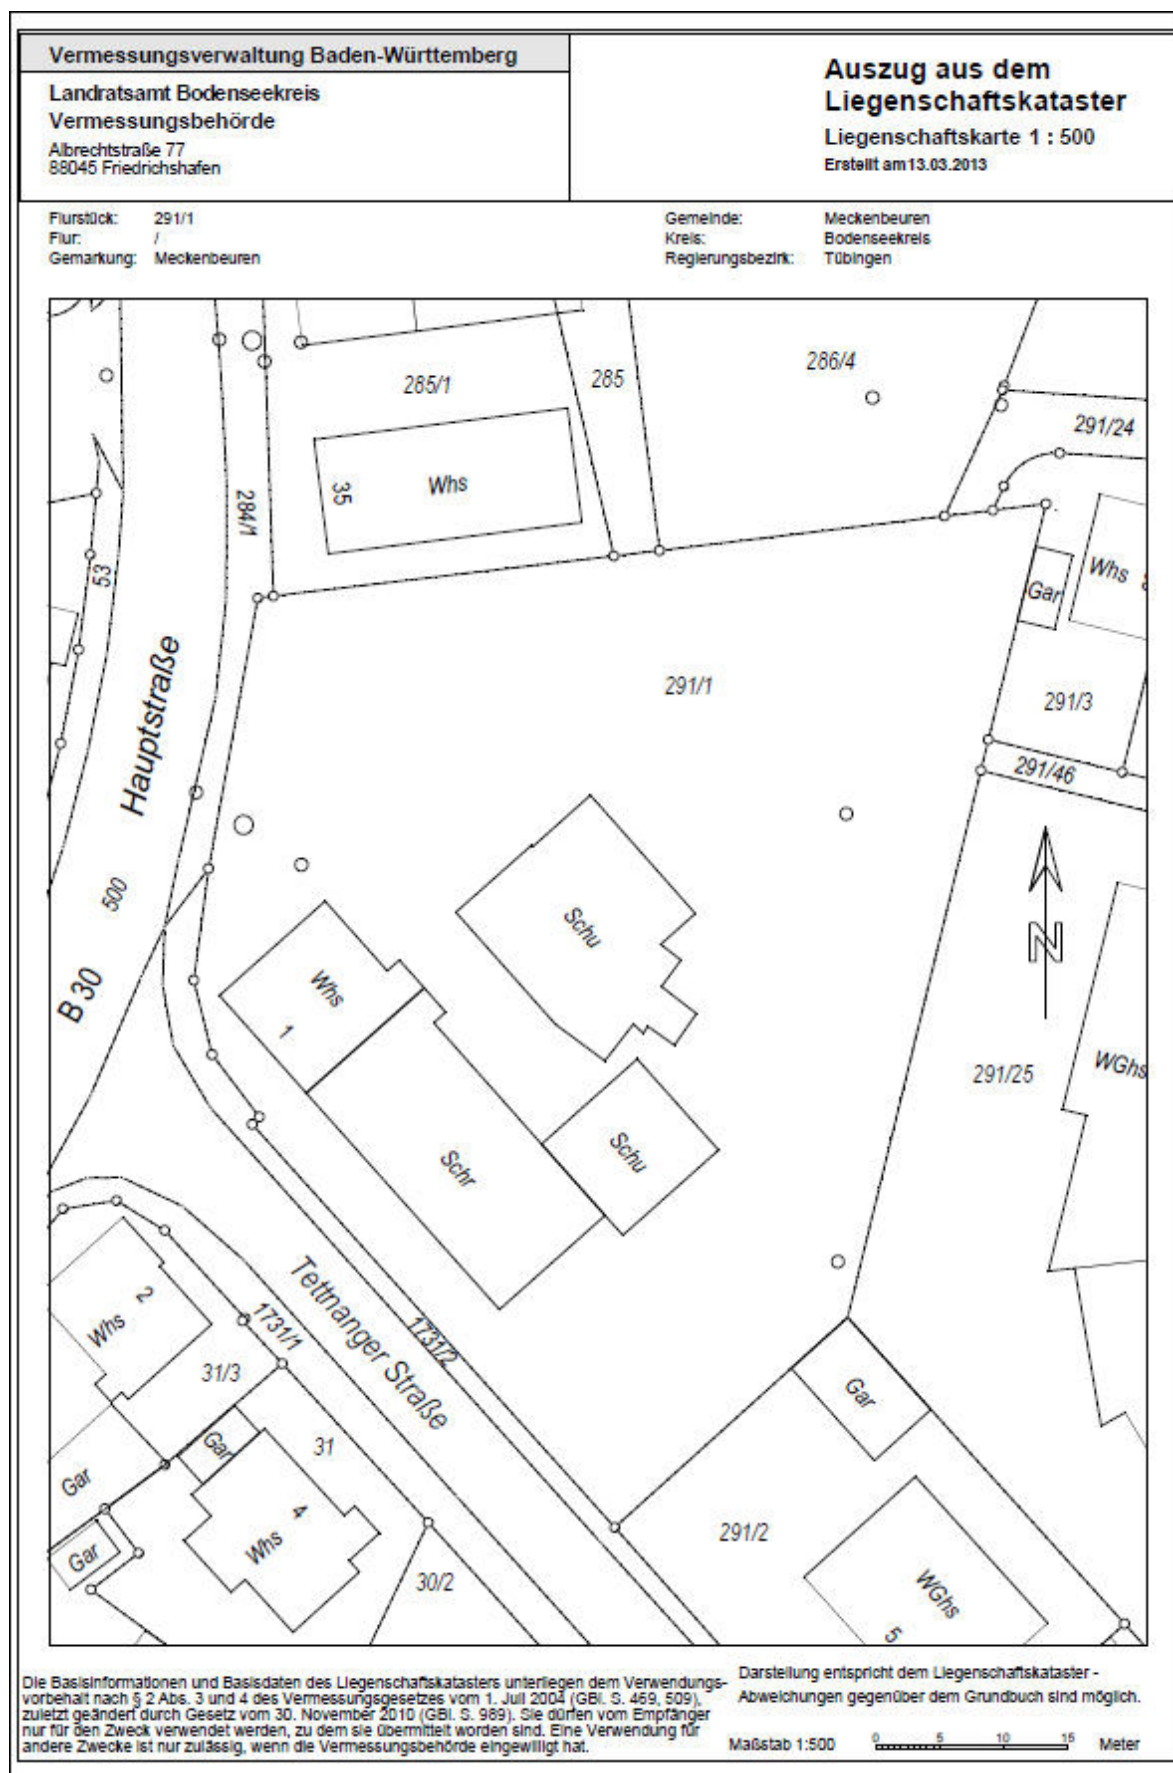 Vermessungsverwaltung Baden-Württemberg
Landratsamt Bodenseekreis
Vermessungsbehörde
Albrechtstraße 77
88045 Friedrichshafen
Auszug aus dem
Liegenschaftskataster
Liegenschaftskarte 1 : 500
Erstellt am13.03.2013
Flurstück: 291/1
Flur: /
Gemarkung: Meckenbeuren
Gemeinde: Meckenbeuren
Kreis: Bodenseekreis
Regierungsbezirk: Tübingen
285/1
285
286/4
291/24
35
Whs
284/1
53
Whs
Gar
Hauptstraße
291/1
291/3
291/46
500
B 30
Schu
Whs
1
N
291/25
WGhs
Schr
Schu
Whs
2
1731/1
Tettnanger Straße
1731/2
31/3
Gar
31
Gar
Gar
Whs
4
Gar
30/2
291/2
WGhs
5
Die Basisinformationen und Basisdaten des Liegenschaftskatasters unterliegen dem Verwendungs-
vorbehalt nach § 2 Abs. 3 und 4 des Vermessungsgesetzes vom 1. Juli 2004 (GBl. S. 469, 509),
zuletzt geändert durch Gesetz vom 30. November 2010 (GBl. S. 989). Sie dürfen vom Empfänger
nur für den Zweck verwendet werden, zu dem sie übermittelt worden sind. Eine Verwendung für
andere Zwecke ist nur zulässig, wenn die Vermessungsbehörde eingewilligt hat.
Darstellung entspricht dem Liegenschaftskataster -
Abweichungen gegenüber dem Grundbuch sind möglich.
Maßstab 1:500 0 5 10 15 Meter